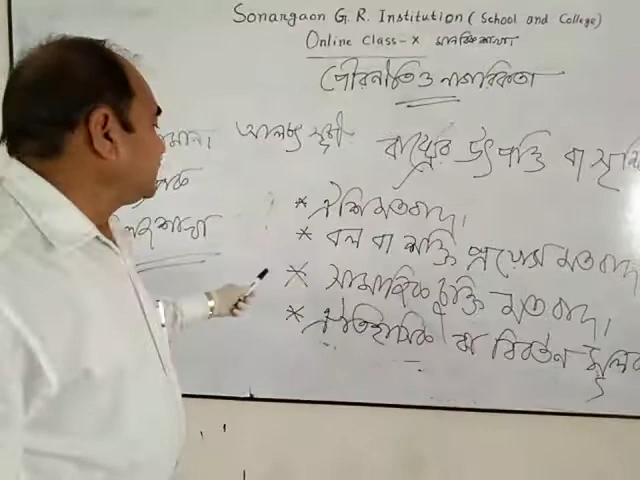 Sonargaon G. R. Institution (School and College)
Online Class - X মানবিক শাখা
পৌরনীতি ও নাগরিকতা
রাষ্ট্রের উৎপত্তি বা
* ঐশী মতবাদ।
* বল বা শক্তি প্রয়োগ মতবাদ
* সামাজিক চুক্তি মতবাদ।
* ঐতিহাসিক বা বিবর্তন মূলক